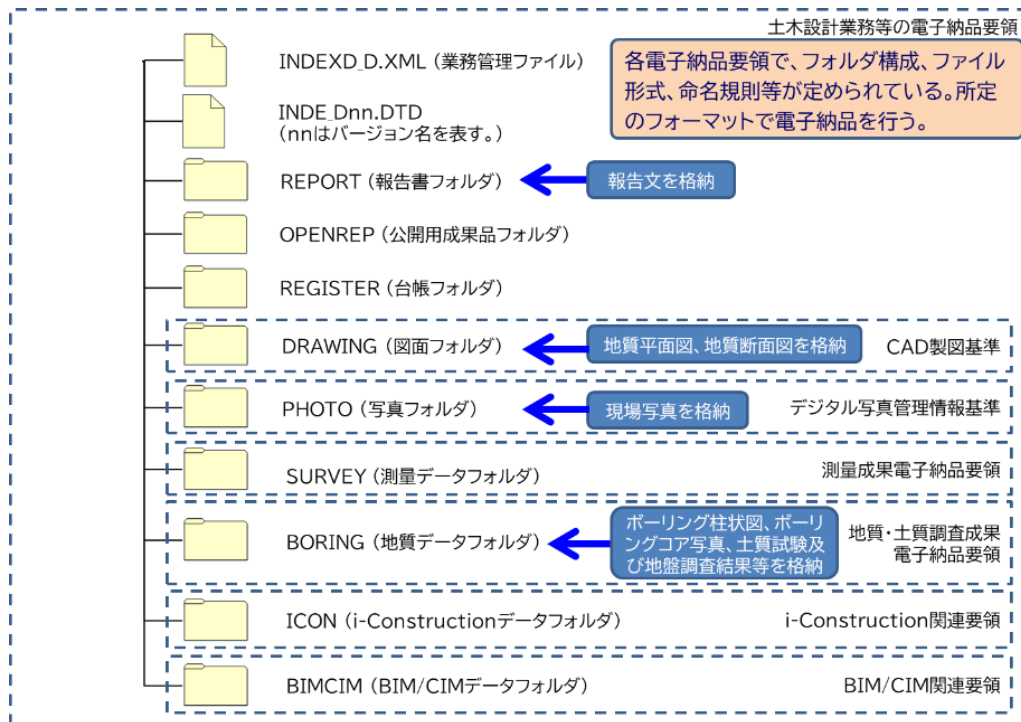 土木設計業務等の電子納品要領
INDEXD_D.XML（業務管理ファイル）
各電子納品要領で、フォルダ構成、ファイル
形式、命名規則等が定められている。所定
のフォーマットで電子納品を行う。
INDE_Dnn.DTD
（nnはバージョン名を表す。）
REPORT（報告書フォルダ）
報告文を格納
OPENREP（公開用成果品フォルダ）
REGISTER（台帳フォルダ）
DRAWING（図面フォルダ）
地質平面図、地質断面図を格納
CAD製図基準
PHOTO（写真フォルダ）
現場写真を格納
デジタル写真管理情報基準
SURVEY（測量データフォルダ）
測量成果電子納品要領
BORING（地質データフォルダ）
ボーリング柱状図、ボーリ
ングコア写真、土質試験及
び地盤調査結果等を格納
地質・土質調査成果
電子納品要領
ICON（i-Constructionデータフォルダ）
i-Construction関連要領
BIMCIM（BIM/CIMデータフォルダ）
BIM/CIM関連要領